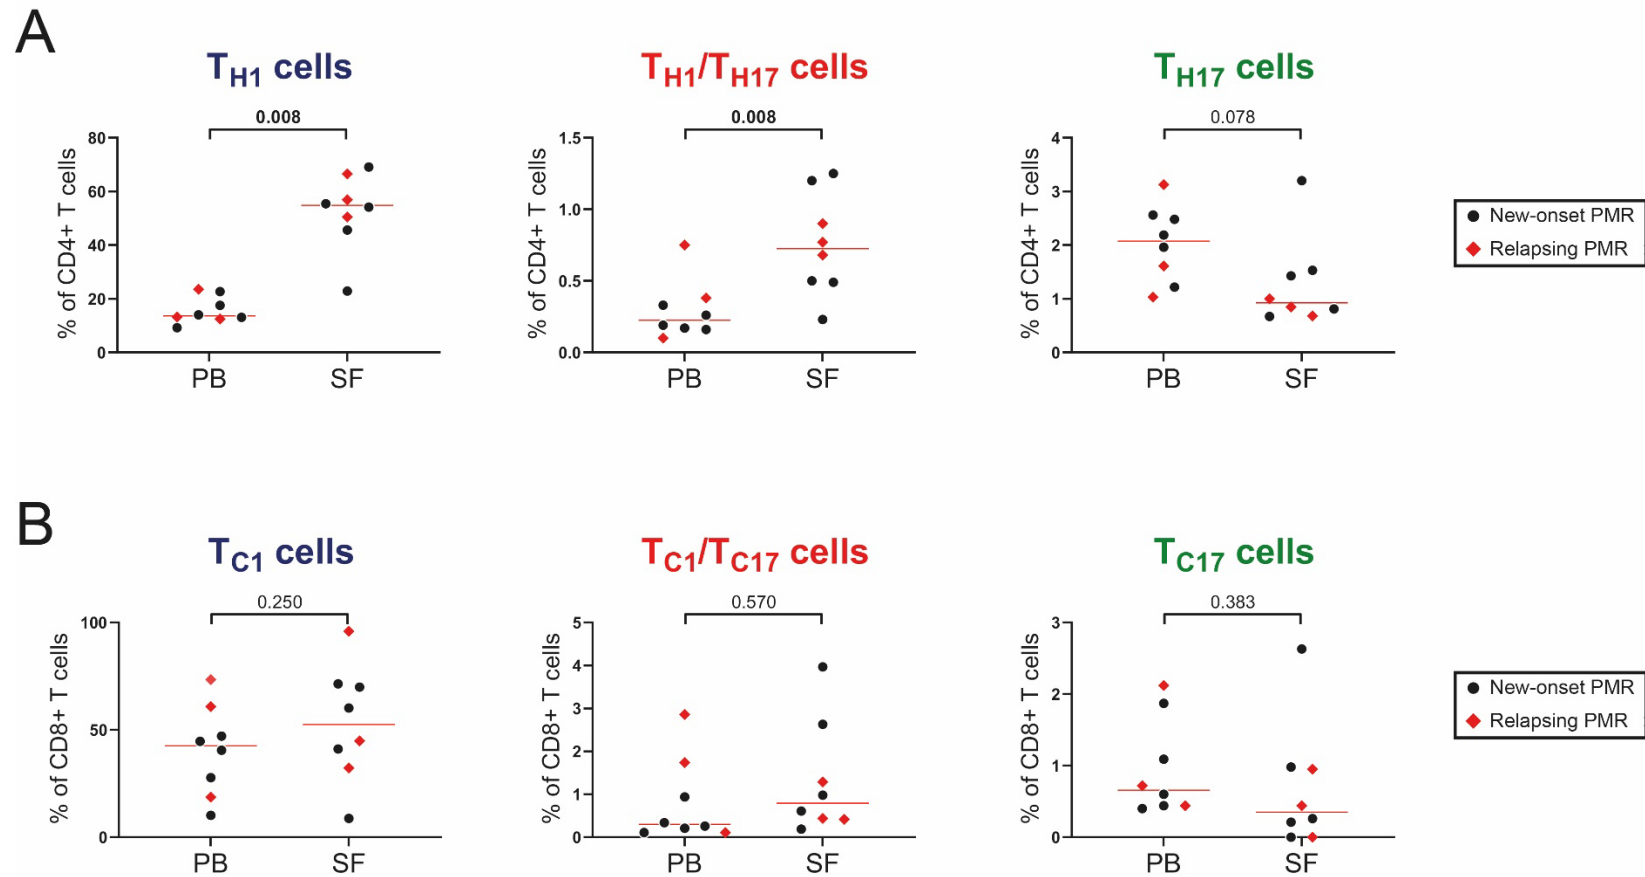 A
TH1 cells
TH1/TH17 cells
TH17 cells
0.008
0.008
0.078
% of CD4+ T cells
80
60
40
20
0
PB
SF
% of CD4+ T cells
1.5
1.0
0.5
0.0
PB
SF
% of CD4+ T cells
4
3
2
1
0
PB
SF
New-onset PMR
Relapsing PMR
B
TC1 cells
TC1/TC17 cells
TC17 cells
0.250
0.570
0.383
% of CD8+ T cells
100
50
0
PB
SF
% of CD8+ T cells
5
4
3
2
1
0
PB
SF
% of CD8+ T cells
3
2
1
0
PB
SF
New-onset PMR
Relapsing PMR